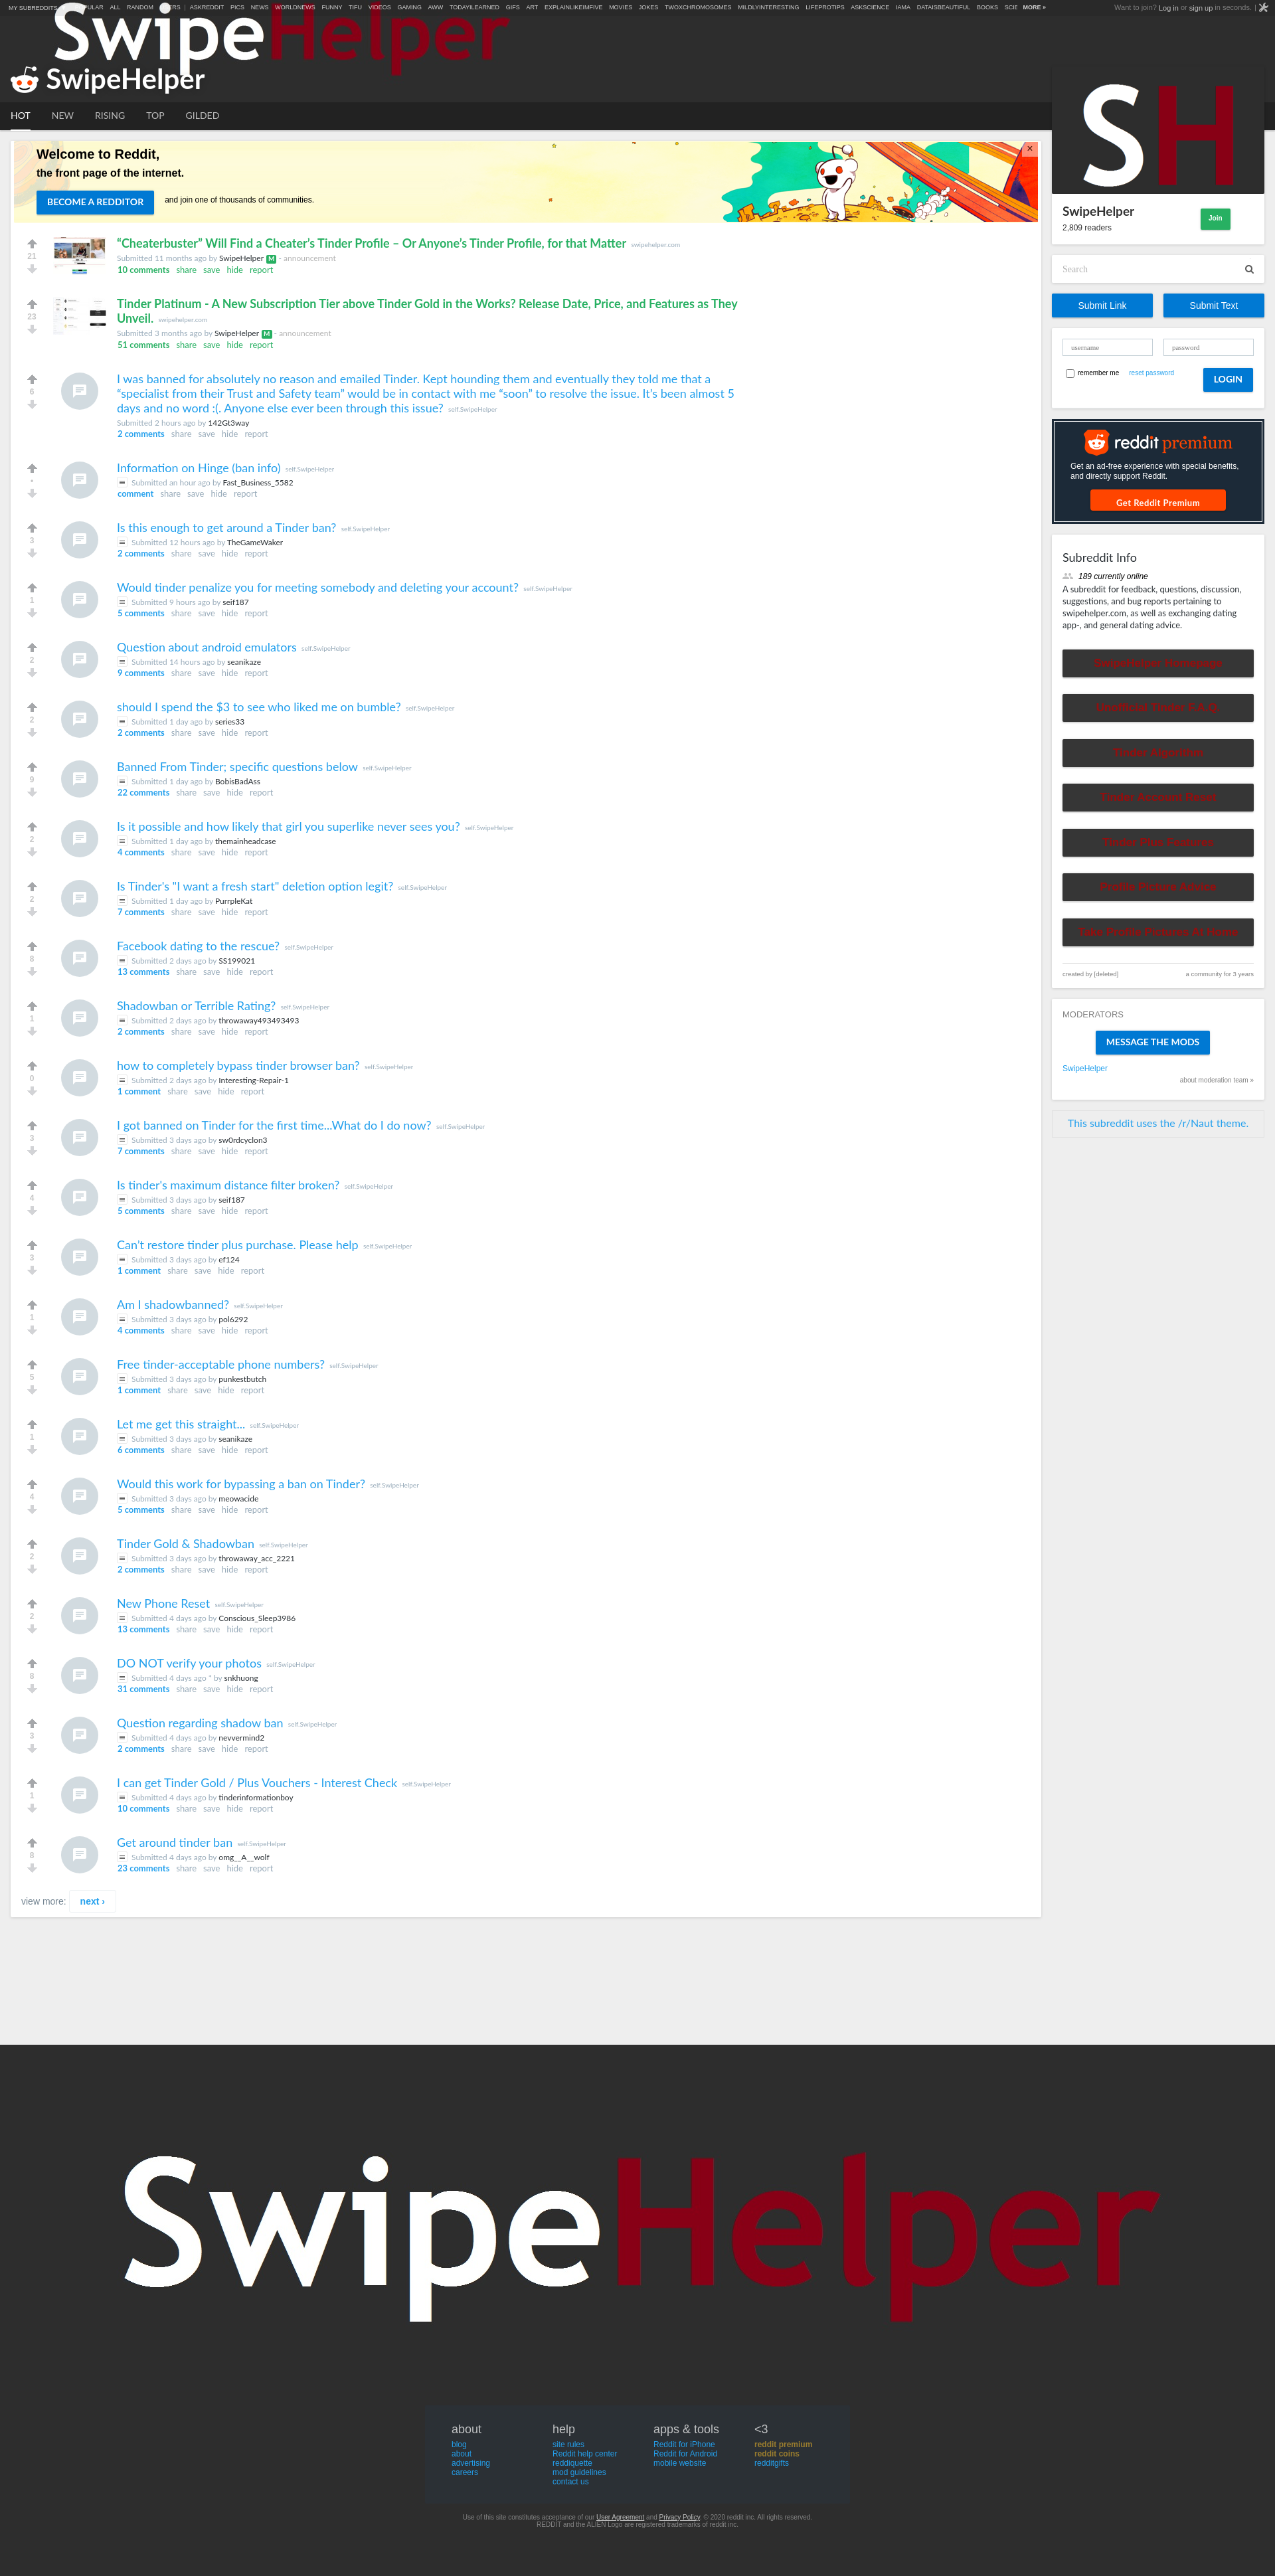 MY SUBREDDITS
ALL RANDOM | ASKREDDIT PICS NEWS WORLDNEWS FUNNY TIFU VIDEOS GAMING AWW TODAYILEARNED GIFS ART EXPLAINLIKEIMFIVE MOVIES JOKES TWOXCHROMOSOMES MILDLYINTERESTING LIFEPROTIPS ASKSCIENCE IAMA DATAISBEAUTIFUL BOOKS SCIE MORE »
Want to join? Log in or sign up in seconds. |
SwipeHelper
SwipeHelper
HOT NEW RISING TOP GILDED
SH
Welcome to Reddit,
the front page of the internet.
BECOME A REDDITOR and join one of thousands of communities.
×
21
“Cheaterbuster” Will Find a Cheater’s Tinder Profile – Or Anyone’s Tinder Profile, for that Matter swipehelper.com
Submitted 11 months ago by SwipeHelper M - announcement
10 comments share save hide report
23
Tinder Platinum - A New Subscription Tier above Tinder Gold in the Works? Release Date, Price, and Features as They
Unveil. swipehelper.com
Submitted 3 months ago by SwipeHelper M - announcement
51 comments share save hide report
6
I was banned for absolutely no reason and emailed Tinder. Kept hounding them and eventually they told me that a
“specialist from their Trust and Safety team” would be in contact with me “soon” to resolve the issue. It’s been almost 5
days and no word :(. Anyone else ever been through this issue? self.SwipeHelper
Submitted 2 hours ago by 142Gt3way
2 comments share save hide report
•
Information on Hinge (ban info) self.SwipeHelper
Submitted an hour ago by Fast_Business_5582
comment share save hide report
3
Is this enough to get around a Tinder ban? self.SwipeHelper
Submitted 12 hours ago by TheGameWaker
2 comments share save hide report
1
Would tinder penalize you for meeting somebody and deleting your account? self.SwipeHelper
Submitted 9 hours ago by seif187
5 comments share save hide report
2
Question about android emulators self.SwipeHelper
Submitted 14 hours ago by seanikaze
9 comments share save hide report
2
should I spend the $3 to see who liked me on bumble? self.SwipeHelper
Submitted 1 day ago by series33
2 comments share save hide report
9
Banned From Tinder; specific questions below self.SwipeHelper
Submitted 1 day ago by BobisBadAss
22 comments share save hide report
2
Is it possible and how likely that girl you superlike never sees you? self.SwipeHelper
Submitted 1 day ago by themainheadcase
4 comments share save hide report
2
Is Tinder's "I want a fresh start" deletion option legit? self.SwipeHelper
Submitted 1 day ago by PurrpleKat
7 comments share save hide report
8
Facebook dating to the rescue? self.SwipeHelper
Submitted 2 days ago by SS199021
13 comments share save hide report
1
Shadowban or Terrible Rating? self.SwipeHelper
Submitted 2 days ago by throwaway493493493
2 comments share save hide report
0
how to completely bypass tinder browser ban? self.SwipeHelper
Submitted 2 days ago by Interesting-Repair-1
1 comment share save hide report
3
I got banned on Tinder for the first time...What do I do now? self.SwipeHelper
Submitted 3 days ago by sw0rdcyclon3
7 comments share save hide report
4
Is tinder's maximum distance filter broken? self.SwipeHelper
Submitted 3 days ago by seif187
5 comments share save hide report
3
Can't restore tinder plus purchase. Please help self.SwipeHelper
Submitted 3 days ago by ef124
1 comment share save hide report
1
Am I shadowbanned? self.SwipeHelper
Submitted 3 days ago by pol6292
4 comments share save hide report
5
Free tinder-acceptable phone numbers? self.SwipeHelper
Submitted 3 days ago by punkestbutch
1 comment share save hide report
1
Let me get this straight... self.SwipeHelper
Submitted 3 days ago by seanikaze
6 comments share save hide report
4
Would this work for bypassing a ban on Tinder? self.SwipeHelper
Submitted 3 days ago by meowacide
5 comments share save hide report
2
Tinder Gold & Shadowban self.SwipeHelper
Submitted 3 days ago by throwaway_acc_2221
2 comments share save hide report
2
New Phone Reset self.SwipeHelper
Submitted 4 days ago by Conscious_Sleep3986
13 comments share save hide report
8
DO NOT verify your photos self.SwipeHelper
Submitted 4 days ago * by snkhuong
31 comments share save hide report
3
Question regarding shadow ban self.SwipeHelper
Submitted 4 days ago by nevvermind2
2 comments share save hide report
1
I can get Tinder Gold / Plus Vouchers - Interest Check self.SwipeHelper
Submitted 4 days ago by tinderinformationboy
10 comments share save hide report
8
Get around tinder ban self.SwipeHelper
Submitted 4 days ago by omg__A__wolf
23 comments share save hide report
view more: next ›
SwipeHelper
2,809 readers
Join
Search
Submit Link Submit Text
username password
remember me reset password LOGIN
reddit premium
Get an ad-free experience with special benefits,
and directly support Reddit.
Get Reddit Premium
Subreddit Info
189 currently online
A subreddit for feedback, questions, discussion,
suggestions, and bug reports pertaining to
swipehelper.com, as well as exchanging dating
app-, and general dating advice.
SwipeHelper Homepage
Unofficial Tinder F.A.Q.
Tinder Algorithm
Tinder Account Reset
Tinder Plus Features
Profile Picture Advice
Take Profile Pictures At Home
created by [deleted] a community for 3 years
MODERATORS
MESSAGE THE MODS
SwipeHelper
about moderation team »
This subreddit uses the /r/Naut theme.
SwipeHelper
about
blog
about
advertising
careers
help
site rules
Reddit help center
reddiquette
mod guidelines
contact us
apps & tools
Reddit for iPhone
Reddit for Android
mobile website
<3
reddit premium
reddit coins
redditgifts
Use of this site constitutes acceptance of our User Agreement and Privacy Policy. © 2020 reddit inc. All rights reserved.
REDDIT and the ALIEN Logo are registered trademarks of reddit inc.